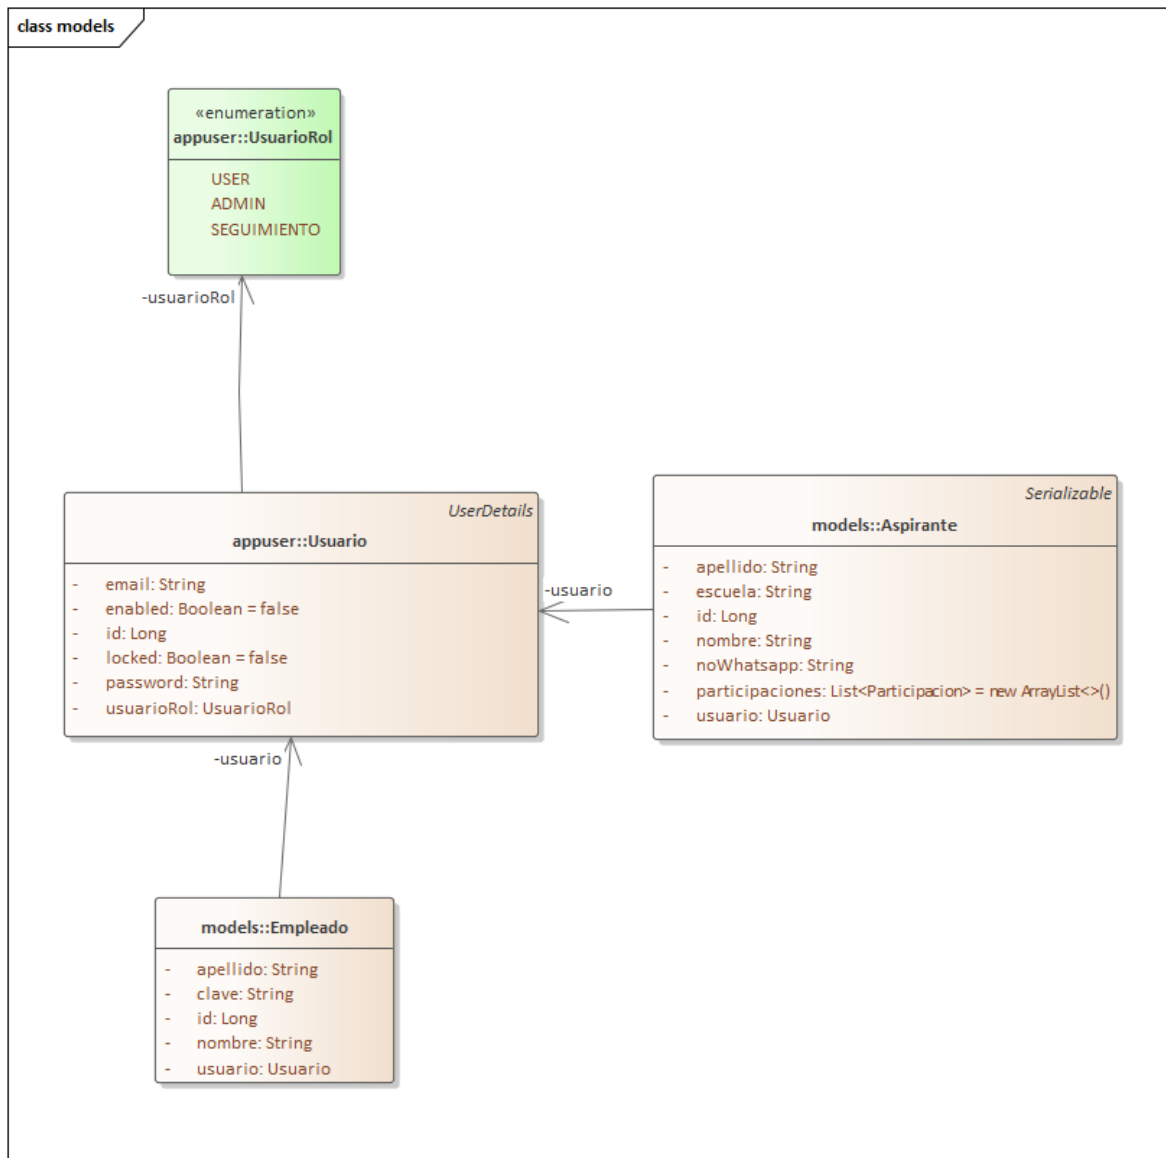 class models
«enumeration»
appuser::UsuarioRol
USER
ADMIN
SEGUIMIENTO
-usuarioRol
UserDetails
appuser::Usuario
- email: String
- enabled: Boolean = false
- id: Long
- locked: Boolean = false
- password: String
- usuarioRol: UsuarioRol
-usuario
Serializable
models::Aspirante
- apellido: String
- escuela: String
- id: Long
- nombre: String
- noWhatsapp: String
- participaciones: List<Participacion> = new ArrayList<>()
- usuario: Usuario
-usuario
models::Empleado
- apellido: String
- clave: String
- id: Long
- nombre: String
- usuario: Usuario